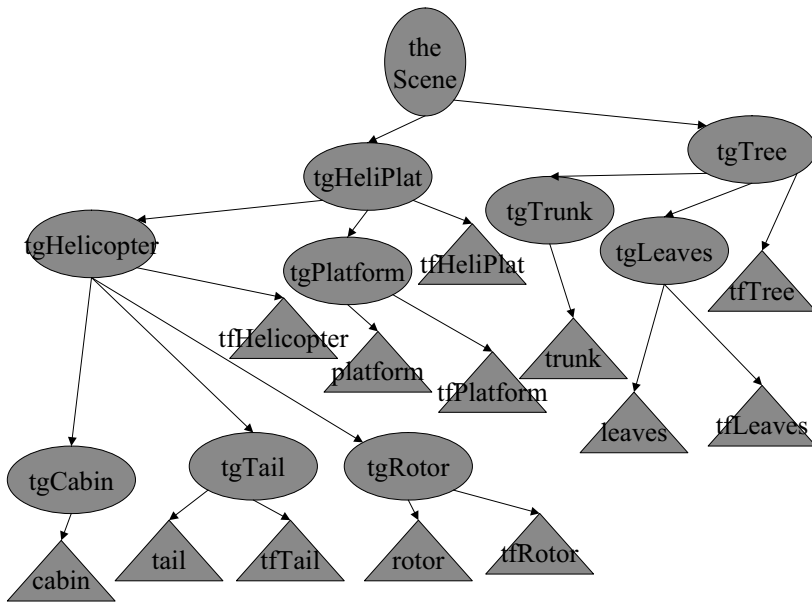 the
Scene
tgTree
tgHeliPlat
tgTrunk
tgHelicopter
tgLeaves
tgPlatform
tfHeliPlat
tfTree
tfHelicopter
platform
trunk
tfPlatform
leaves
tfLeaves
tgCabin
tgTail
tgRotor
cabin
tail
tfTail
rotor
tfRotor